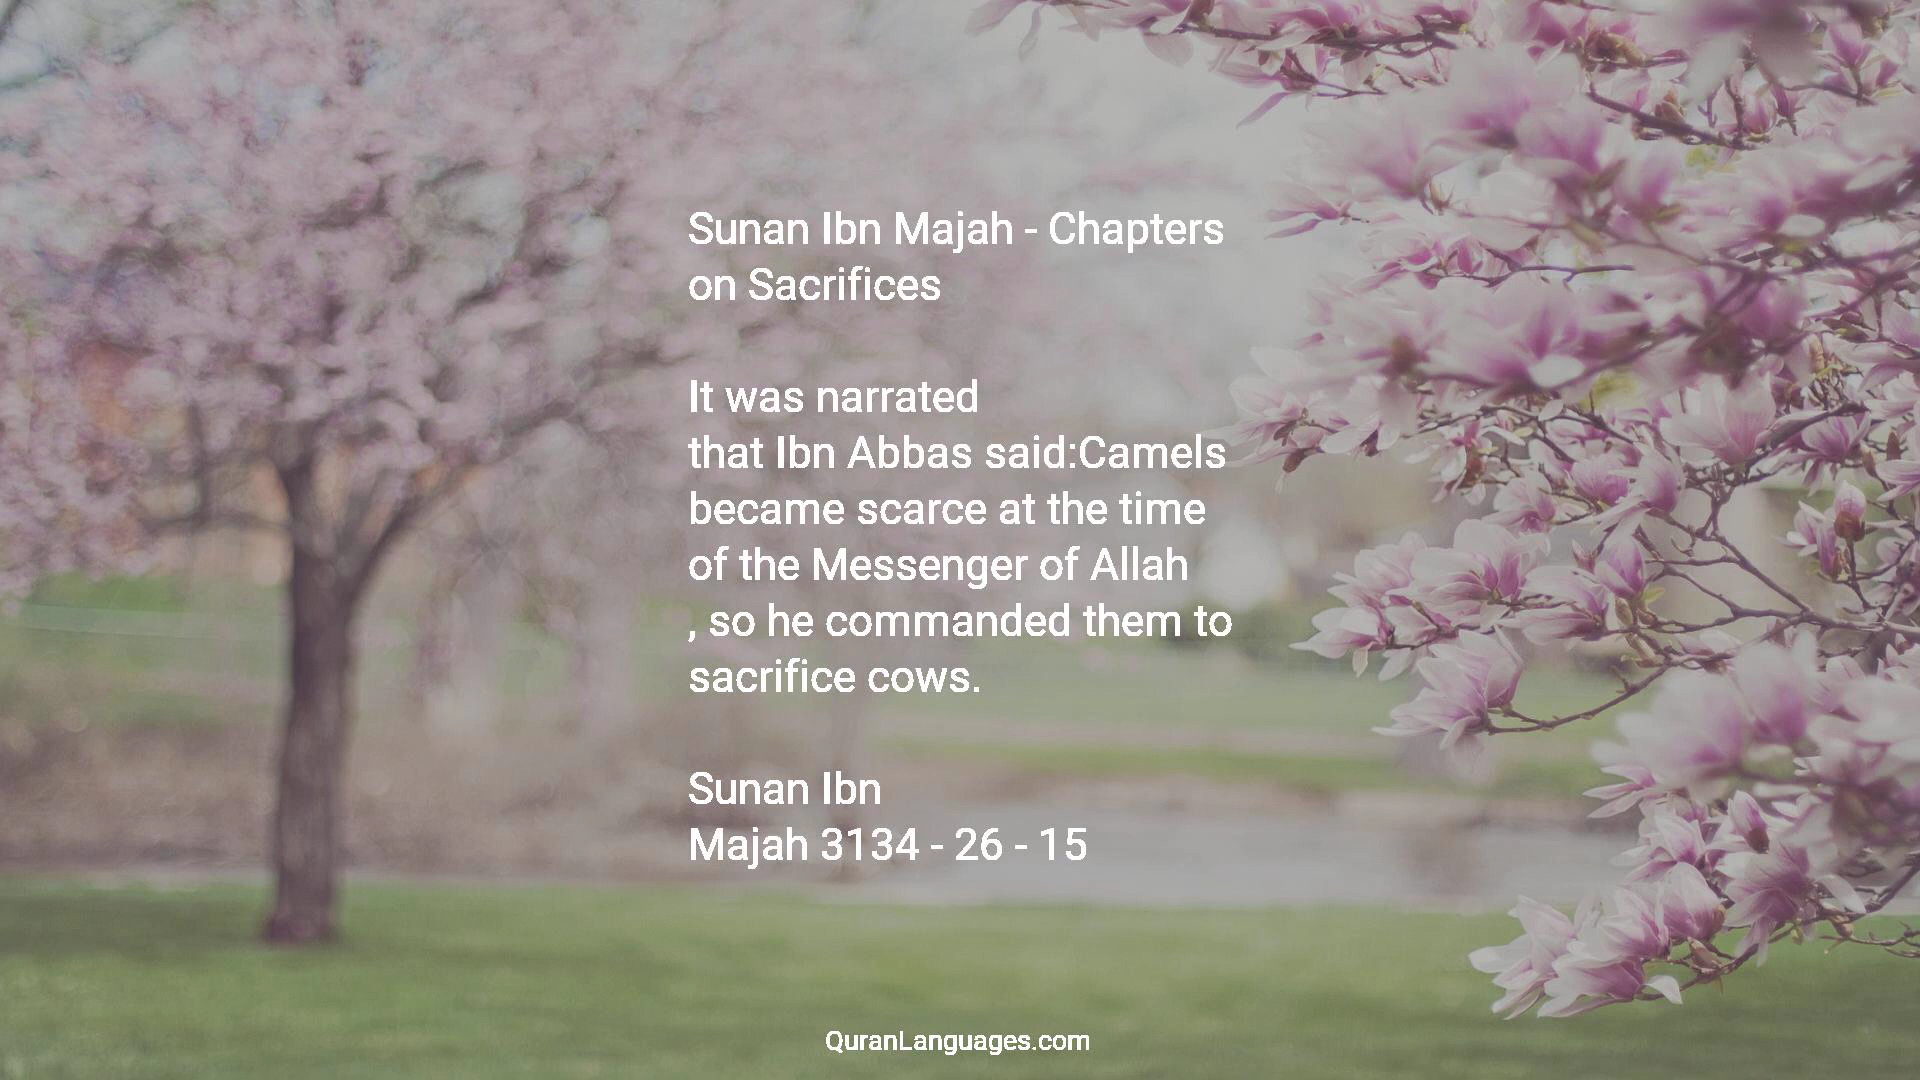 Sunan Ibn Majah - Chapters
on Sacrifices
It was narrated
that Ibn Abbas said:Camels
became scarce at the time
of the Messenger of Allah
, so he commanded them to
sacrifice cows.
Sunan Ibn
Majah 3134 - 26 - 15
QuranLanguages.com